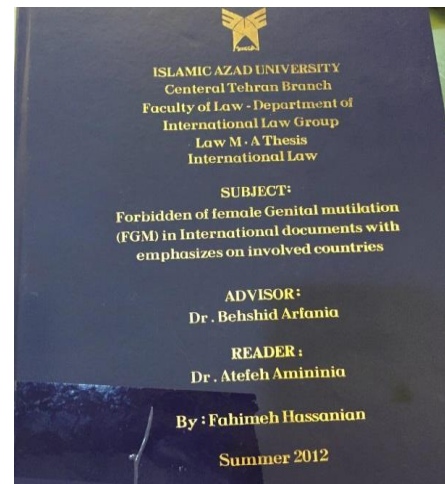 ISLAMIC AZAD UNIVERSITY
Centeral Tehran Branch
Faculty of Law - Department of
International Law Group
Law M . A Thesis
International Law
SUBJECT:
Forbidden of female Genital mutilation
(FGM) in International documents with
emphasizes on involved countries
ADVISOR:
Dr . Behshid Arfania
READER :
Dr . Atefeh Amininia
By : Fahimeh Hassanian
Summer 2012